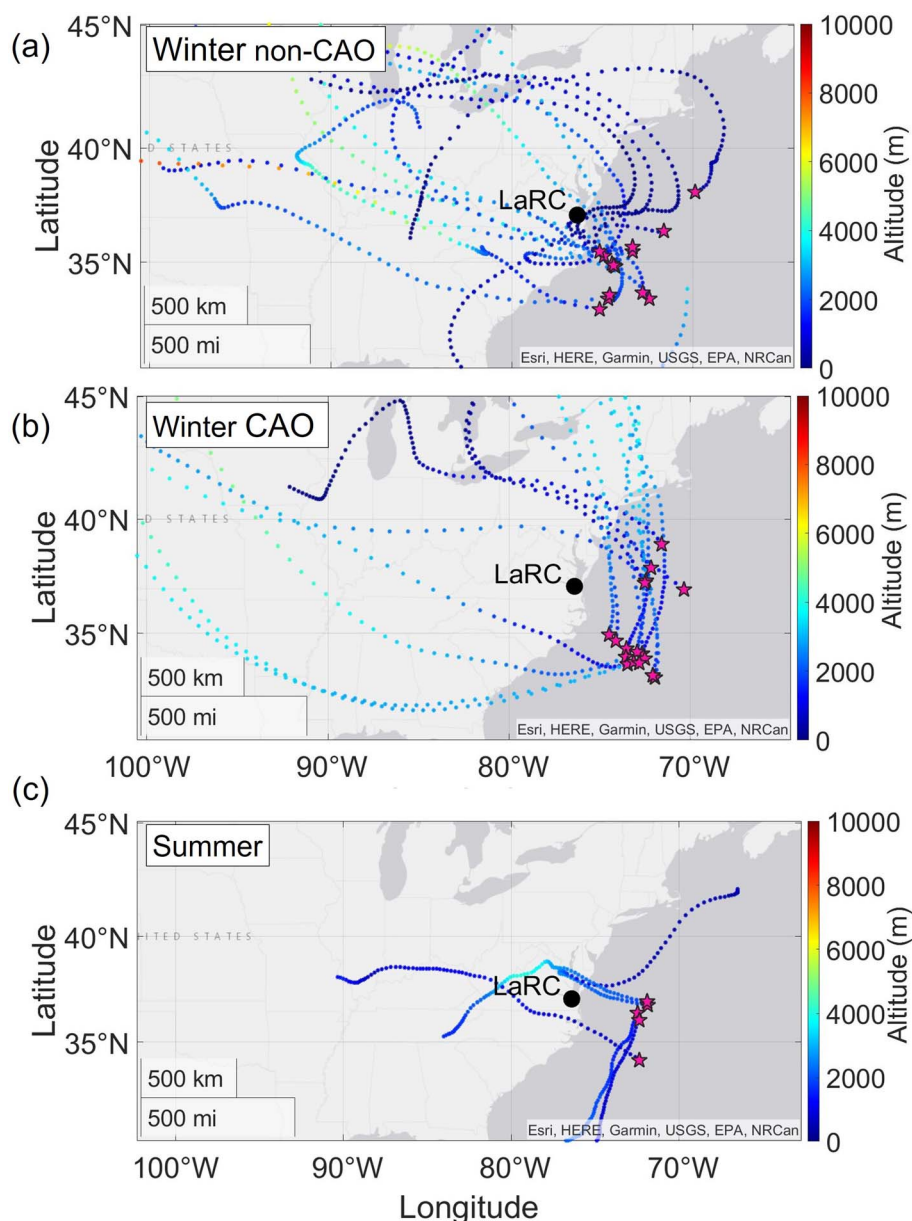 (a)
Winter non-CAO
45°N
40°N
35°N
Latitude
D STATES
LaRC
500 km
500 mi
Esri, HERE, Garmin, USGS, EPA, NRCan
10000
8000
6000
4000
2000
0
Altitude (m)
(b)
Winter CAO
45°N
40°N
35°N
Latitude
D STATES
LaRC
500 km
500 mi
Esri, HERE, Garmin, USGS, EPA, NRCan
100°W
90°W
80°W
70°W
10000
8000
6000
4000
2000
0
Altitude (m)
(c)
Summer
45°N
40°N
35°N
Latitude
ITED STATES
LaRC
500 km
500 mi
Esri, HERE, Garmin, USGS, EPA, NRCan
100°W
90°W
80°W
70°W
Longitude
10000
8000
6000
4000
2000
0
Altitude (m)